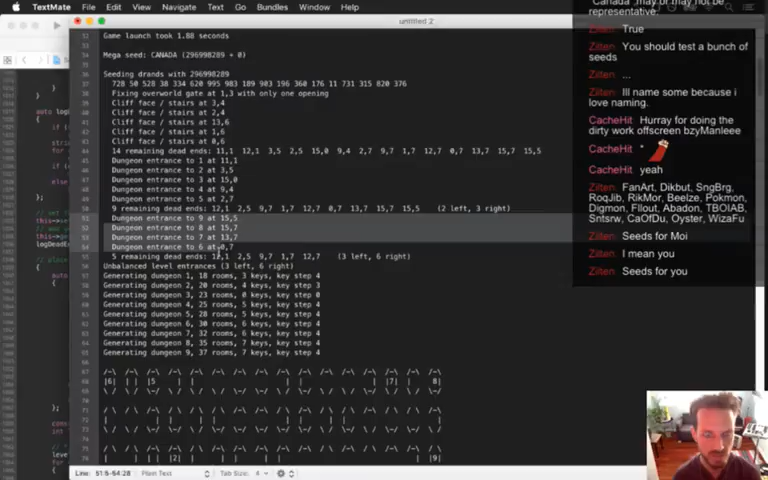 TextMate File Edit View Navigate Text Bundles Window Help
untitled 2
Game launch took 1.88 seconds
Mega seed: CANADA (296998289 + 0)
Seeding drands with 296998289
728 50 528 38 334 620 995 983 189 903 196 360 176 11 731 315 820 376
Fixing overworld gate at 1,3 with only one opening
Cliff face / stairs at 3,4
Cliff face / stairs at 2,4
Cliff face / stairs at 13,6
Cliff face / stairs at 1,6
Cliff face / stairs at 0,6
14 remaining dead ends: 11,1 12,1 3,5 2,5 15,0 9,4 2,7 9,7 1,7 12,7 0,7 13,7 15,7 15,5
Dungeon entrance to 1 at 11,1
Dungeon entrance to 2 at 3,5
Dungeon entrance to 3 at 15,0
Dungeon entrance to 4 at 9,4
Dungeon entrance to 5 at 2,7
9 remaining dead ends: 12,1 2,5 9,7 1,7 12,7 0,7 13,7 15,7 15,5 (2 left, 3 right)
Dungeon entrance to 9 at 15,5
Dungeon entrance to 8 at 15,7
Dungeon entrance to 7 at 13,7
Dungeon entrance to 6 at 0,7
5 remaining dead ends: 12,1 2,5 9,7 1,7 12,7 (3 left, 6 right)
Unbalanced level entrances (3 left, 6 right)
Generating dungeon 1, 18 rooms, 3 keys, key step 4
Generating dungeon 2, 20 rooms, 4 keys, key step 3
Generating dungeon 3, 23 rooms, 0 keys, key step 0
Generating dungeon 4, 25 rooms, 5 keys, key step 4
Generating dungeon 5, 28 rooms, 5 keys, key step 4
Generating dungeon 6, 30 rooms, 6 keys, key step 4
Generating dungeon 7, 32 rooms, 6 keys, key step 4
Generating dungeon 8, 35 rooms, 7 keys, key step 4
Generating dungeon 9, 37 rooms, 7 keys, key step 4
Line: 51:5-54:28 Plain Text Tab Size: 4
representative.
Zilten True
Zilten You should test a bunch of
seeds
Zilten ...
Zilten Ill name some because i
love naming.
CacheHit Hurray for doing the
dirty work offscreen bzyManleee
CacheHit *
CacheHit yeah
Zilten FanArt, Dikbut, SngBrg,
RoqJib, RikMor, Beelze, Pokmon,
Digmon, Fllout, Abadon, TBOIAB,
Sntsrw, CaOfDu, Oyster, WizaFu
Zilten Seeds for Moi
Zilten I mean you
Zilten Seeds for you